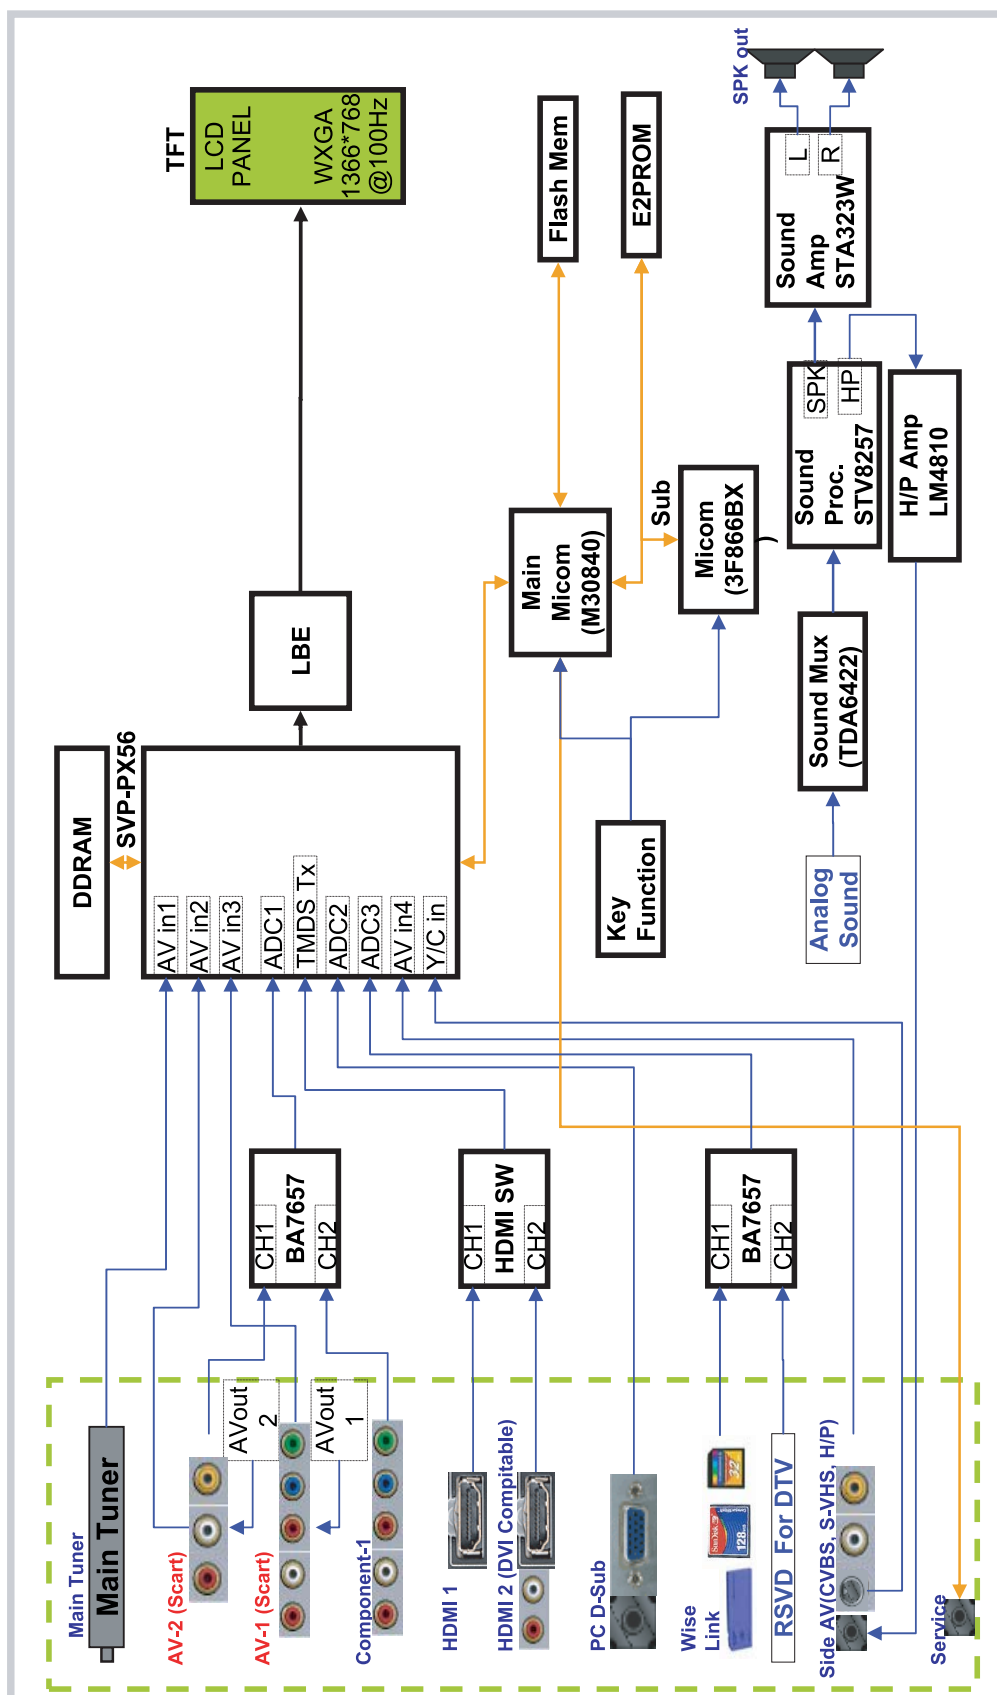 Main Tuner
Main Tuner
AV-2 (Scart)
AVout
2
AV-1 (Scart)
AVout
1
Component-1
HDMI 1
HDMI 2 (DVI Compitable)
PC D-Sub
Wise
Link
SanDisk
128MB
32
RSVD For DTV
Side AV(CVBS, S-VHS, H/P)
Service
CH1
BA7657
CH2
CH1
HDMI SW
CH2
CH1
BA7657
CH2
DDRAM
SVP-PX56
AV in1
AV in2
AV in3
ADC1
TMDS Tx
ADC2
ADC3
AV in4
Y/C in
Key
Function
Analog
Sound
LBE
Main
Micom
(M30840)
Sub
Micom
(3F866BX
)
Sound Mux
(TDA6422)
Sound
Proc.
STV8257
SPK
HP
H/P Amp
LM4810
TFT
LCD
PANEL
WXGA
1366*768
@100Hz
Flash Mem
E2PROM
Sound
Amp
STA323W
L
R
SPK out